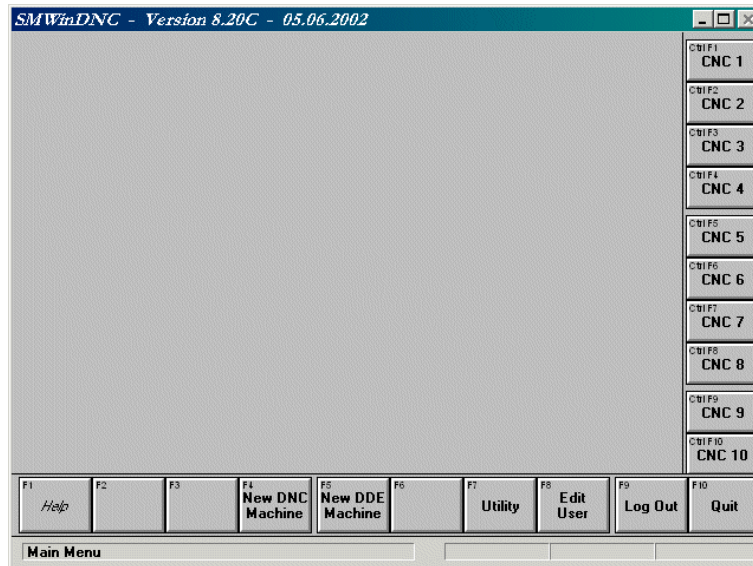 SMWinDNC - Version 8.20C - 05.06.2002
Ctrl F1
CNC 1
Ctrl F2
CNC 2
Ctrl F3
CNC 3
Ctrl F4
CNC 4
Ctrl F5
CNC 5
Ctrl F6
CNC 6
Ctrl F7
CNC 7
Ctrl F8
CNC 8
Ctrl F9
CNC 9
Ctrl F10
CNC 10
F1
Help
F2
F3
F4
New DNC
Machine
F5
New DDE
Machine
F6
F7
Utility
F8
Edit
User
F9
Log Out
F10
Quit
Main Menu